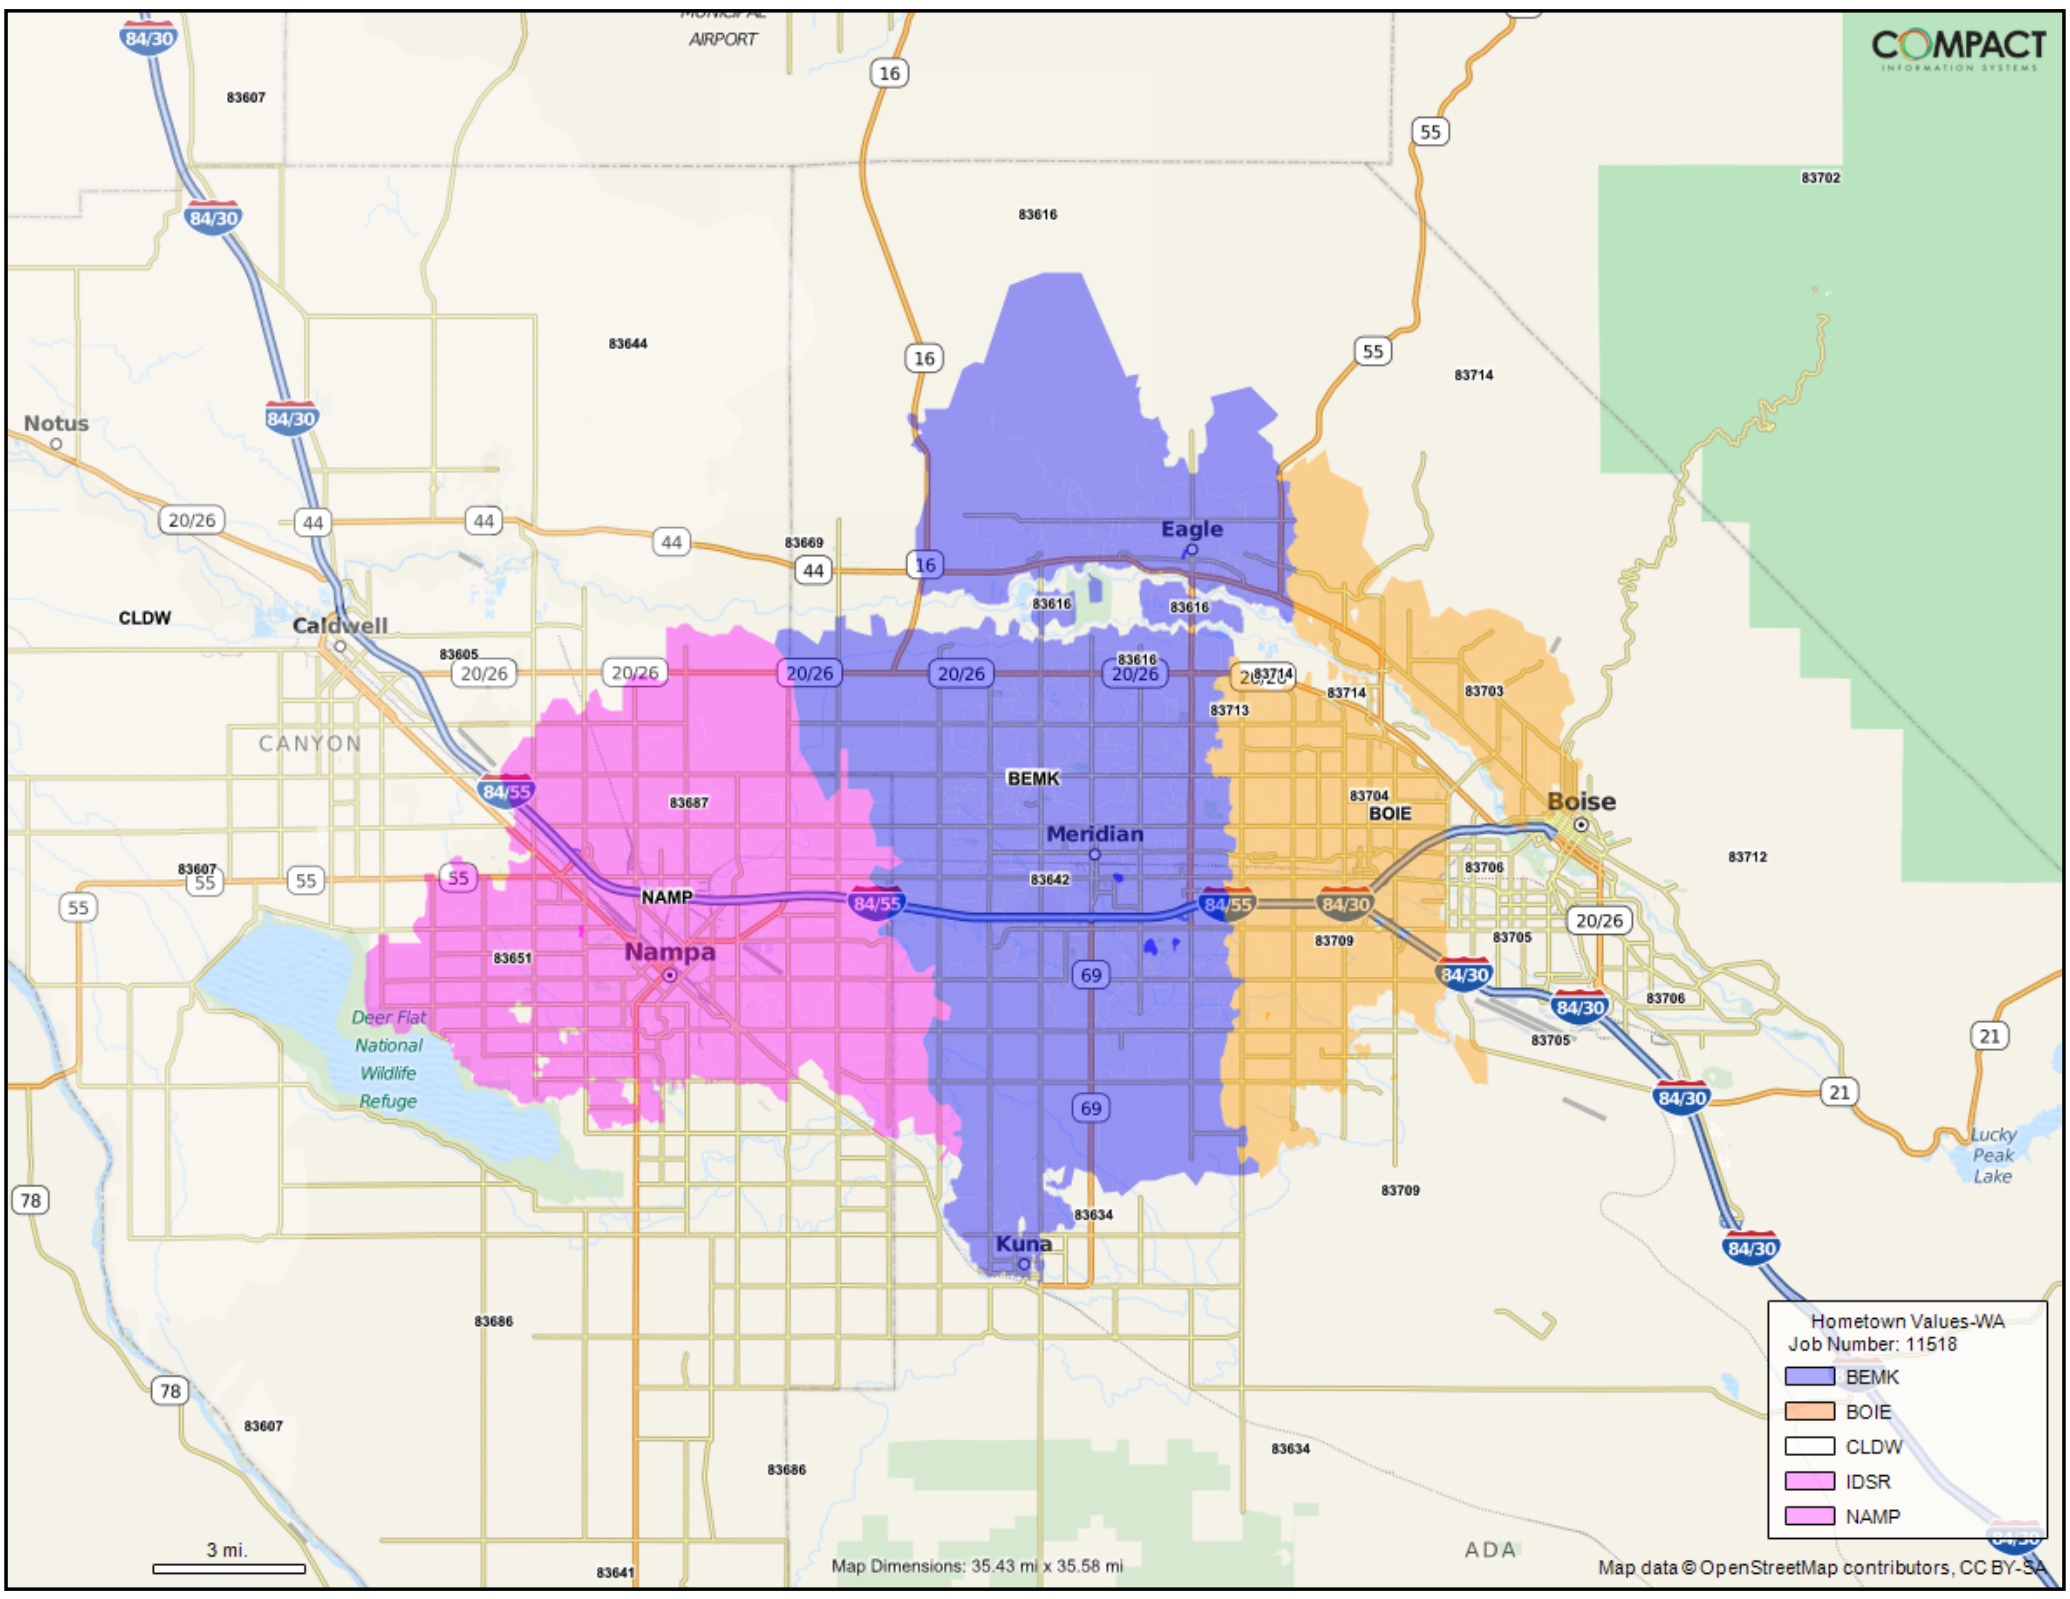 MUNICIPAL
AIRPORT
COMPACT
INFORMATION SYSTEMS
84/30
16
83607
55
83702
84/30
83616
83644
16
55
83714
84/30
Notus
20/26
44
44
44
83669
44
16
Eagle
83616
83616
CLDW
Caldwell
83605
20/26
20/26
20/26
20/26
83616
20/26
83714
83714
83703
83713
CANYON
84/55
83687
BEMK
83704
BOIE
Boise
Meridian
83712
83607
55
55
55
83642
83706
55
NAMP
84/55
84/55
84/30
20/26
Nampa
83651
83709
83705
69
84/30
83706
84/30
Deer Flat
National
Wildlife
Refuge
83705
21
84/30
21
69
Lucky
Peak
Lake
78
83709
83634
Kuna
84/30
83686
78
83607
83686
83634
Hometown Values-WA
Job Number: 11518
BEMK
BOIE
CLDW
IDSR
NAMP
84/30
3 mi.
83641
Map Dimensions: 35.43 mi x 35.58 mi
ADA
Map data © OpenStreetMap contributors, CC BY-SA